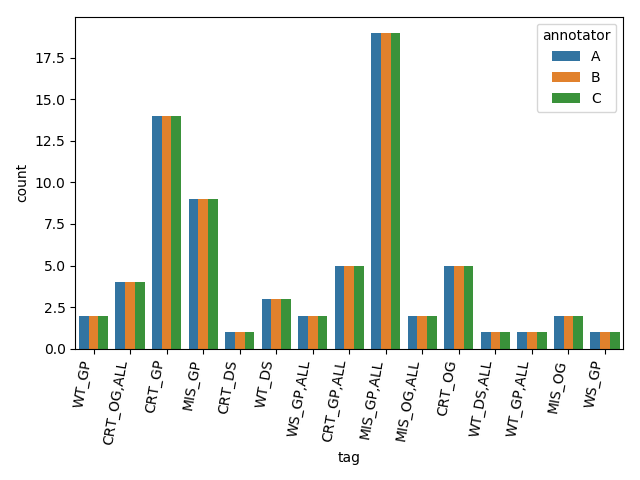 annotator
A
B
C
count
17.5
15.0
12.5
10.0
7.5
5.0
2.5
0.0
WT_GP
CRT_OG,ALL
CRT_GP
MIS_GP
CRT_DS
WT_DS
WS_GP,ALL
CRT_GP,ALL
MIS_GP,ALL
MIS_OG,ALL
CRT_OG
WT_DS,ALL
WT_GP,ALL
MIS_OG
WS_GP
tag